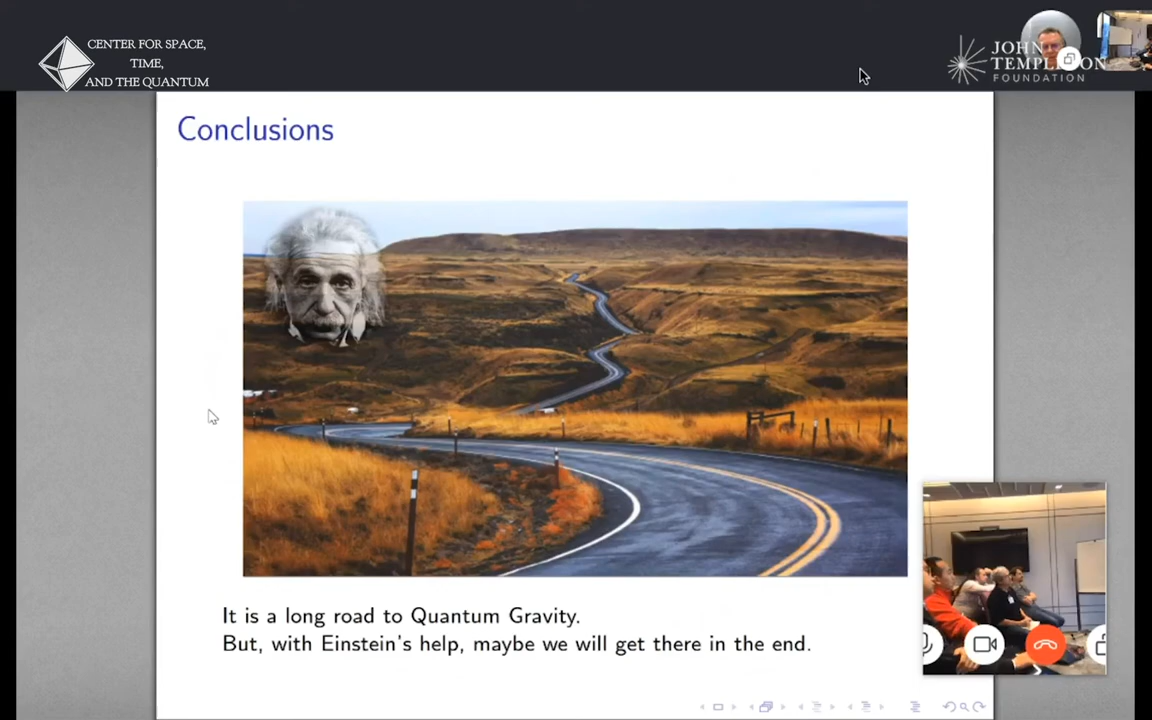 CENTER FOR SPACE,
TIME,
AND THE QUANTUM
JOHN
FOUNDATION
Conclusions
It is a long road to Quantum Gravity.
But, with Einstein's help, maybe we will get there in the end.